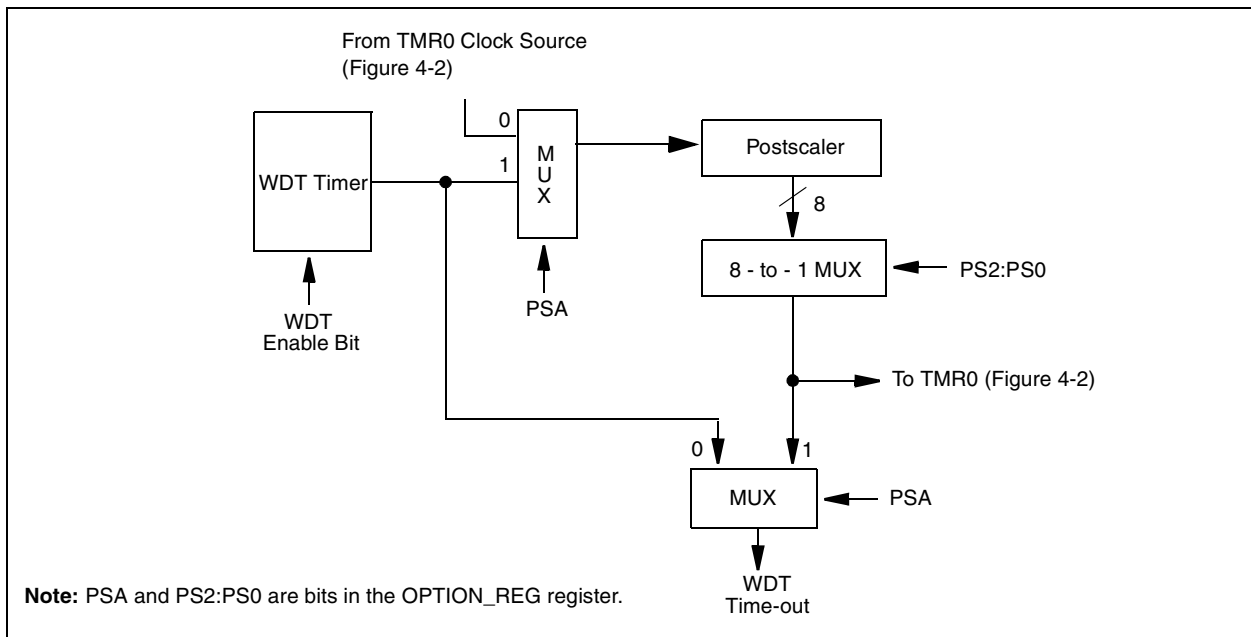 From TMR0 Clock Source
(Figure 4-2)
0
1
M
U
X
WDT Timer
Postscaler
8
8 - to - 1 MUX
PS2:PS0
PSA
WDT
Enable Bit
To TMR0 (Figure 4-2)
0
1
MUX
PSA
WDT
Time-out
Note: PSA and PS2:PS0 are bits in the OPTION_REG register.